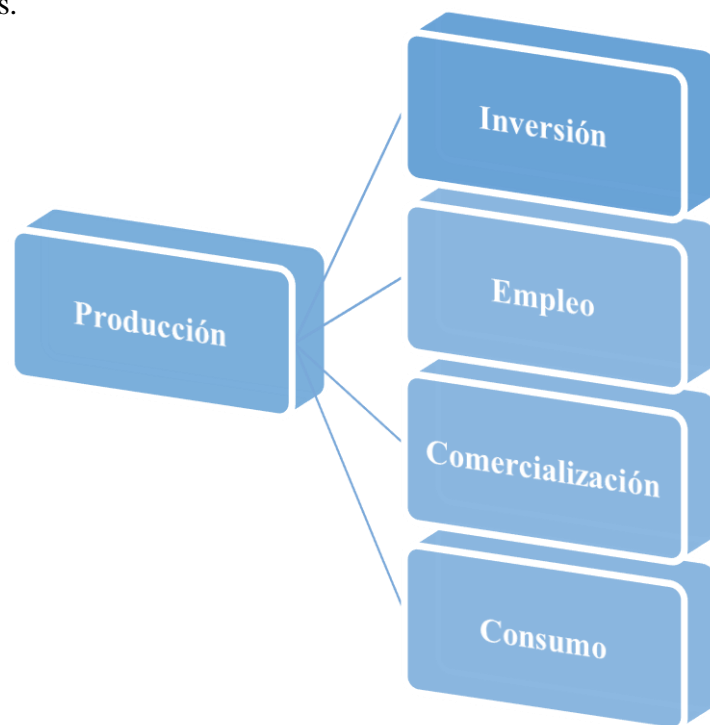 s.
Inversión
Producción
Empleo
Comercialización
Consumo